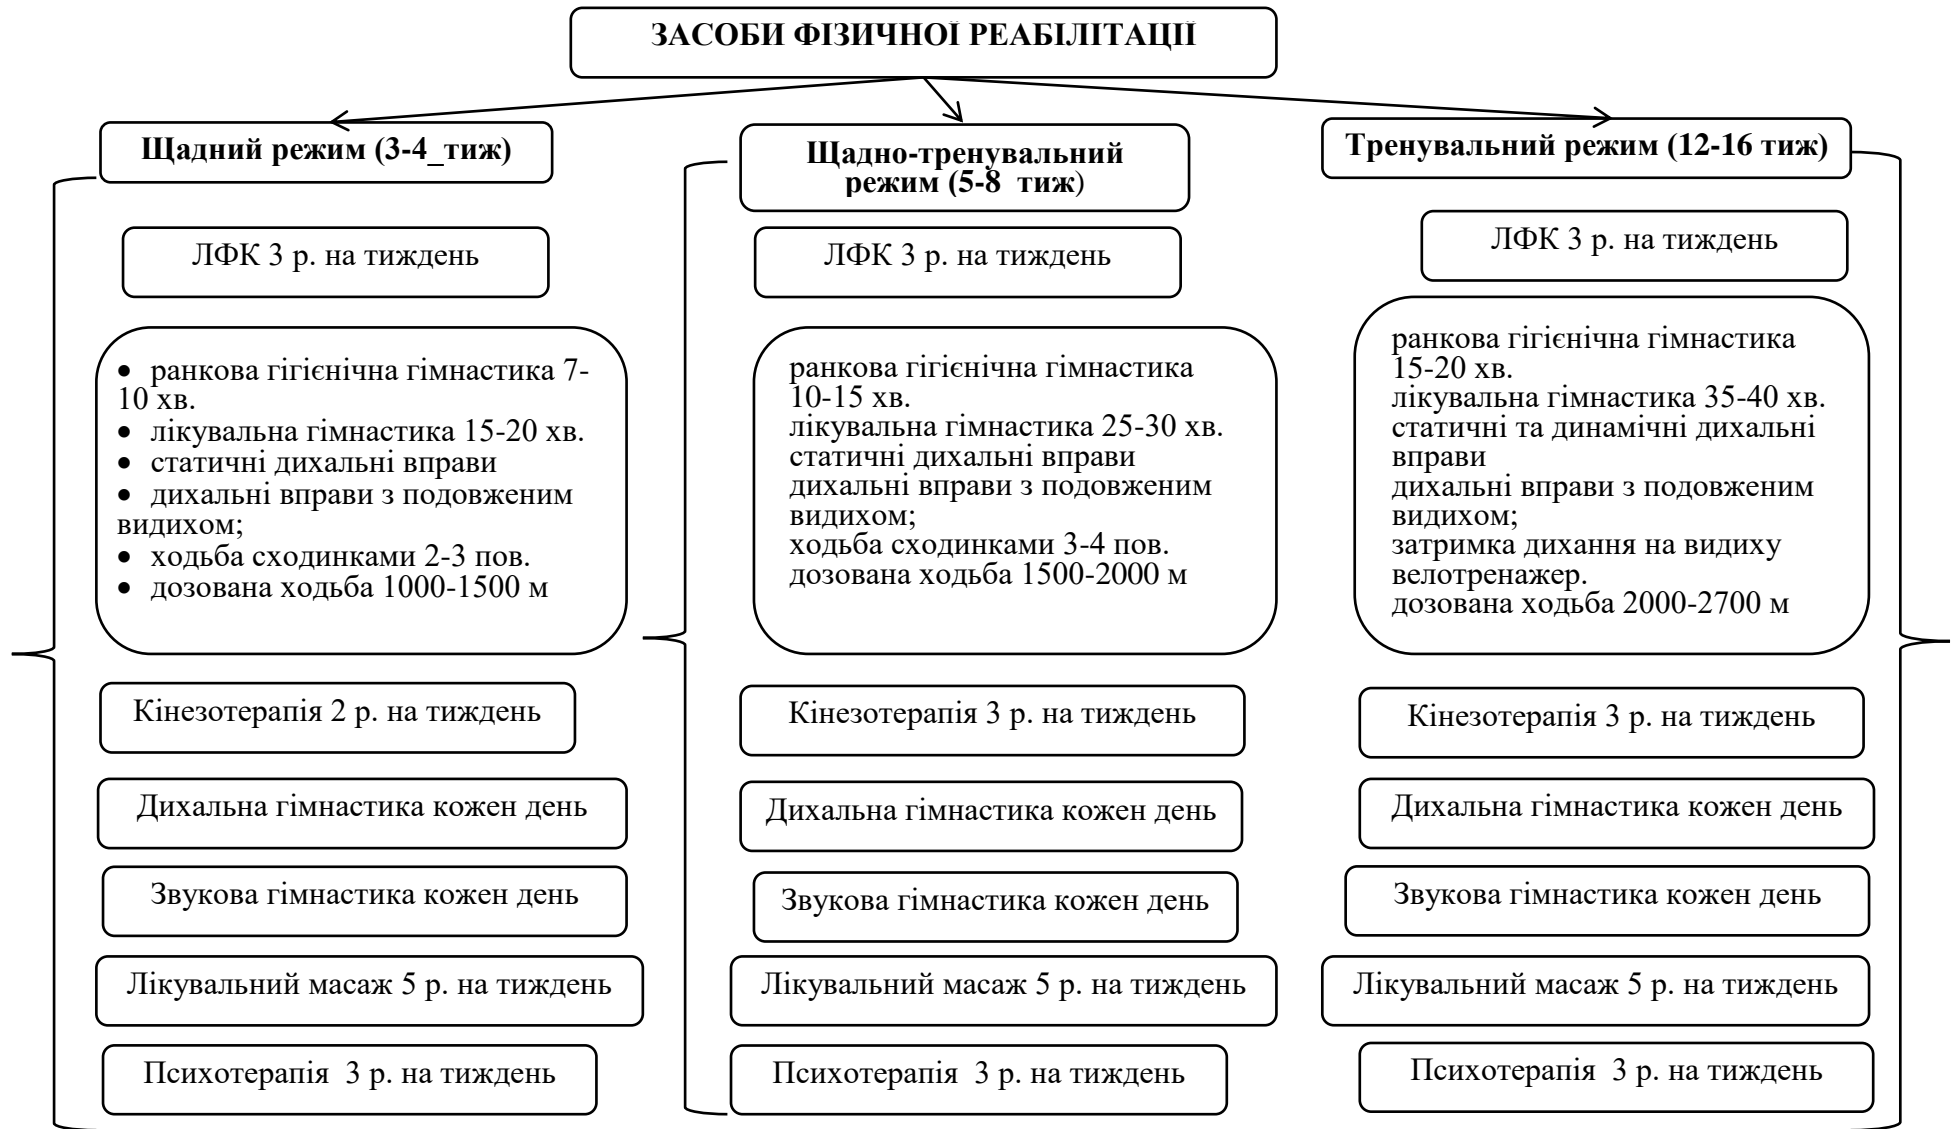 ЗАСОБИ ФІЗИЧНОЇ РЕАБІЛІТАЦІЇ
Щадний режим (3-4_тиж)
ЛФК 3 р. на тиждень
• ранкова гігієнічна гімнастика 7-
10 хв.
• лікувальна гімнастика 15-20 хв.
• статичні дихальні вправи
• дихальні вправи з подовженим
видихом;
• ходьба сходинками 2-3 пов.
• дозована ходьба 1000-1500 м
Кінезотерапія 2 р. на тиждень
Дихальна гімнастика кожен день
Звукова гімнастика кожен день
Лікувальний масаж 5 р. на тиждень
Психотерапія 3 р. на тиждень
Щадно-тренувальний
режим (5-8 тиж)
ЛФК 3 р. на тиждень
ранкова гігієнічна гімнастика
10-15 хв.
лікувальна гімнастика 25-30 хв.
статичні дихальні вправи
дихальні вправи з подовженим
видихом;
ходьба сходинками 3-4 пов.
дозована ходьба 1500-2000 м
Кінезотерапія 3 р. на тиждень
Дихальна гімнастика кожен день
Звукова гімнастика кожен день
Лікувальний масаж 5 р. на тиждень
Психотерапія 3 р. на тиждень
Тренувальний режим (12-16 тиж)
ЛФК 3 р. на тиждень
ранкова гігієнічна гімнастика
15-20 хв.
лікувальна гімнастика 35-40 хв.
статичні та динамічні дихальні
вправи
дихальні вправи з подовженим
видихом;
затримка дихання на видиху
велотренажер.
дозована ходьба 2000-2700 м
Кінезотерапія 3 р. на тиждень
Дихальна гімнастика кожен день
Звукова гімнастика кожен день
Лікувальний масаж 5 р. на тиждень
Психотерапія 3 р. на тиждень